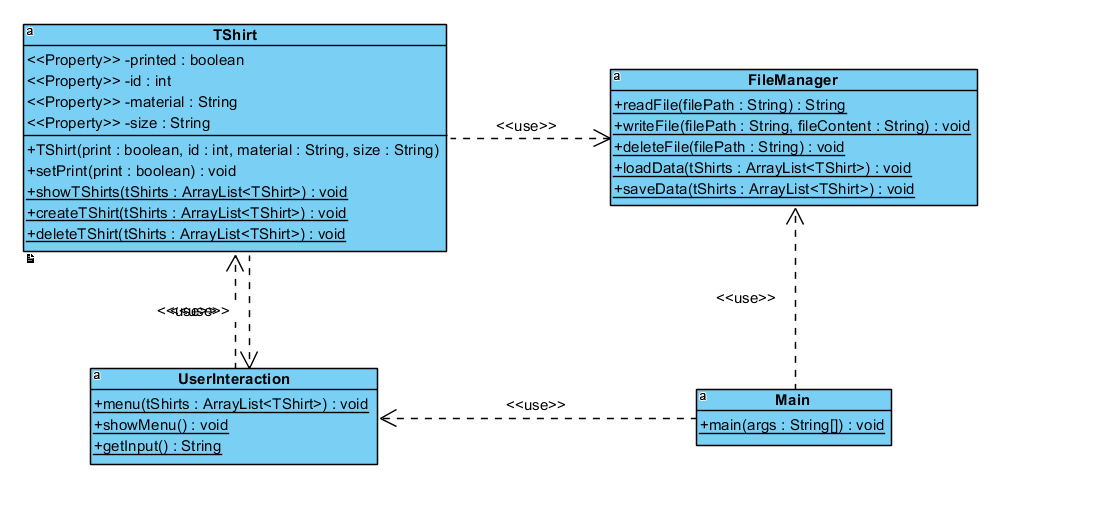 a
TShirt
<<Property>> -printed : boolean
<<Property>> -id : int
<<Property>> -material : String
<<Property>> -size : String
+TShirt(print : boolean, id : int, material : String, size : String)
+setPrint(print : boolean) : void
+showTShirts(tShirts : ArrayList<TShirt>) : void
+createTShirt(tShirts : ArrayList<TShirt>) : void
+deleteTShirt(tShirts : ArrayList<TShirt>) : void
<<use>>
a
FileManager
+readFile(filePath : String) : String
+writeFile(filePath : String, fileContent : String) : void
+deleteFile(filePath : String) : void
+loadData(tShirts : ArrayList<TShirt>) : void
+saveData(tShirts : ArrayList<TShirt>) : void
<<use>>
<<use>>
<<use>>
a
UserInteraction
+menu(tShirts : ArrayList<TShirt>) : void
+showMenu() : void
+getInput() : String
<<use>>
a
Main
+main(args : String[]) : void